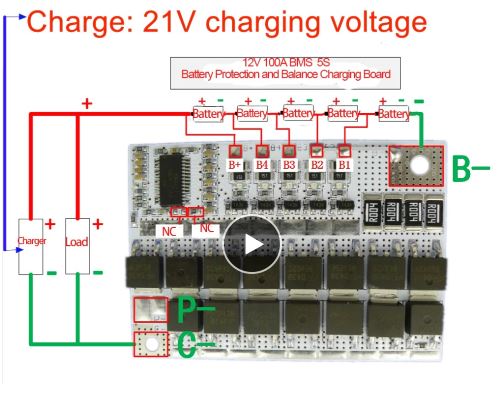 Charge: 21V charging voltage
12V 100A BMS 5S
Battery Protection and Balance Charging Board
+
+ - + - + - + - + - -
Battery Battery Battery Battery Battery
B+ B4 B3 B2 B1
B-
R004 R004 R004 R004
NC NC
+ +
Charger Load
- -
P-
C-